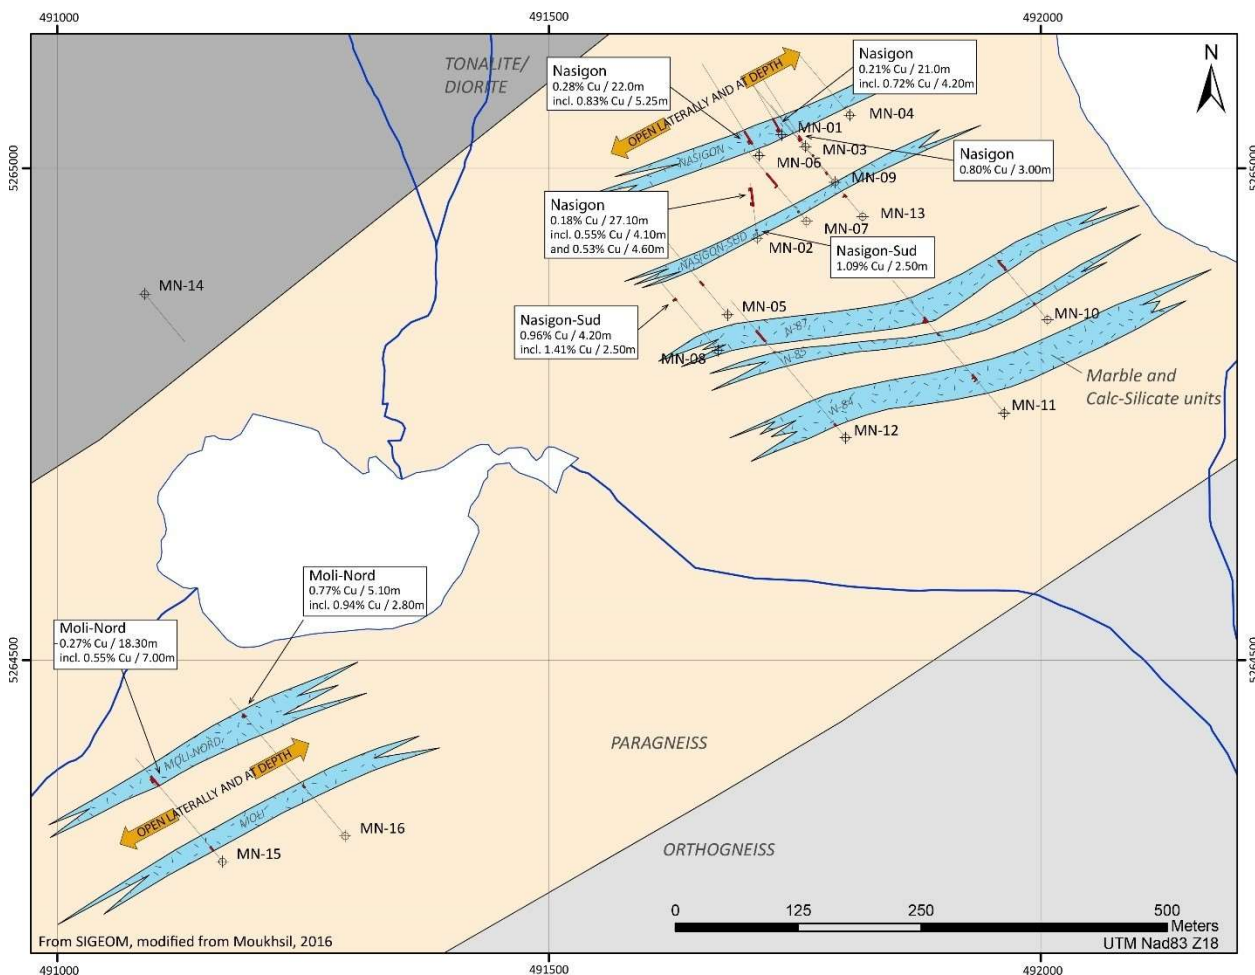 491000
491500
492000
N
TONALITE/
DIORITE
Nasigon
0.28% Cu / 22.0m
incl. 0.83% Cu / 5.25m
Nasigon
0.21% Cu / 21.0m
incl. 0.72% Cu / 4.20m
OPEN LATERALLY AND AT DEPTH
MN-04
MN-01
MN-03
MN-06
NASIGON
Nasigon
0.80% Cu / 3.00m
5265000
5265000
MN-09
MN-13
MN-07
Nasigon
0.18% Cu / 27.10m
incl. 0.55% Cu / 4.10m
and 0.53% Cu / 4.60m
NASIGON-SUD
MN-02
Nasigon-Sud
1.09% Cu / 2.50m
MN-14
MN-05
MN-10
Nasigon-Sud
0.96% Cu / 4.20m
incl. 1.41% Cu / 2.50m
N-87
MN-08
N-85
Marble and
Calc-Silicate units
N-84
MN-11
MN-12
Moli-Nord
0.77% Cu / 5.10m
incl. 0.94% Cu / 2.80m
Moli-Nord
0.27% Cu / 18.30m
incl. 0.55% Cu / 7.00m
5264500
5264500
MOLI-NORD
PARAGNEISS
OPEN LATERALLY AND AT DEPTH
MOLI
MN-16
MN-15
ORTHOGNEISS
0 125 250 500
Meters
From SIGEOM, modified from Moukhsil, 2016
UTM Nad83 Z18
491000
491500
492000